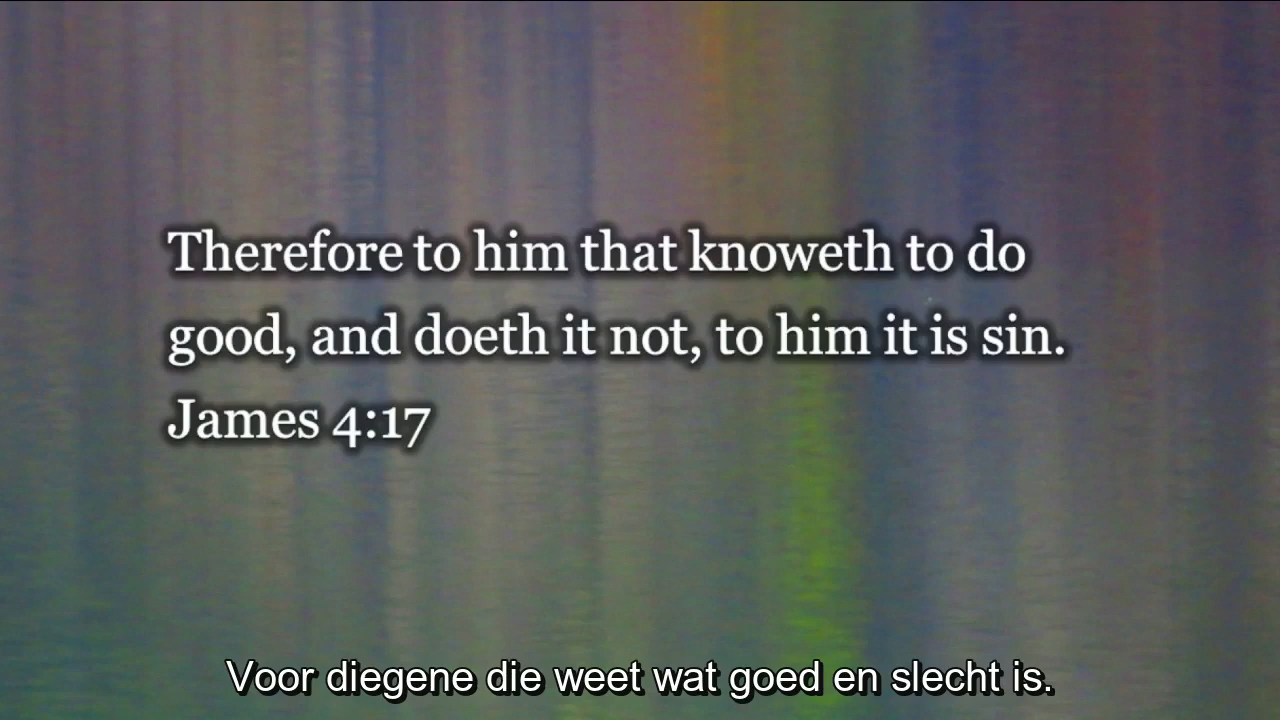 Therefore to him that knoweth to do
good, and doeth it not, to him it is sin.
James 4:17
Voor diegene die weet wat goed en slecht is.